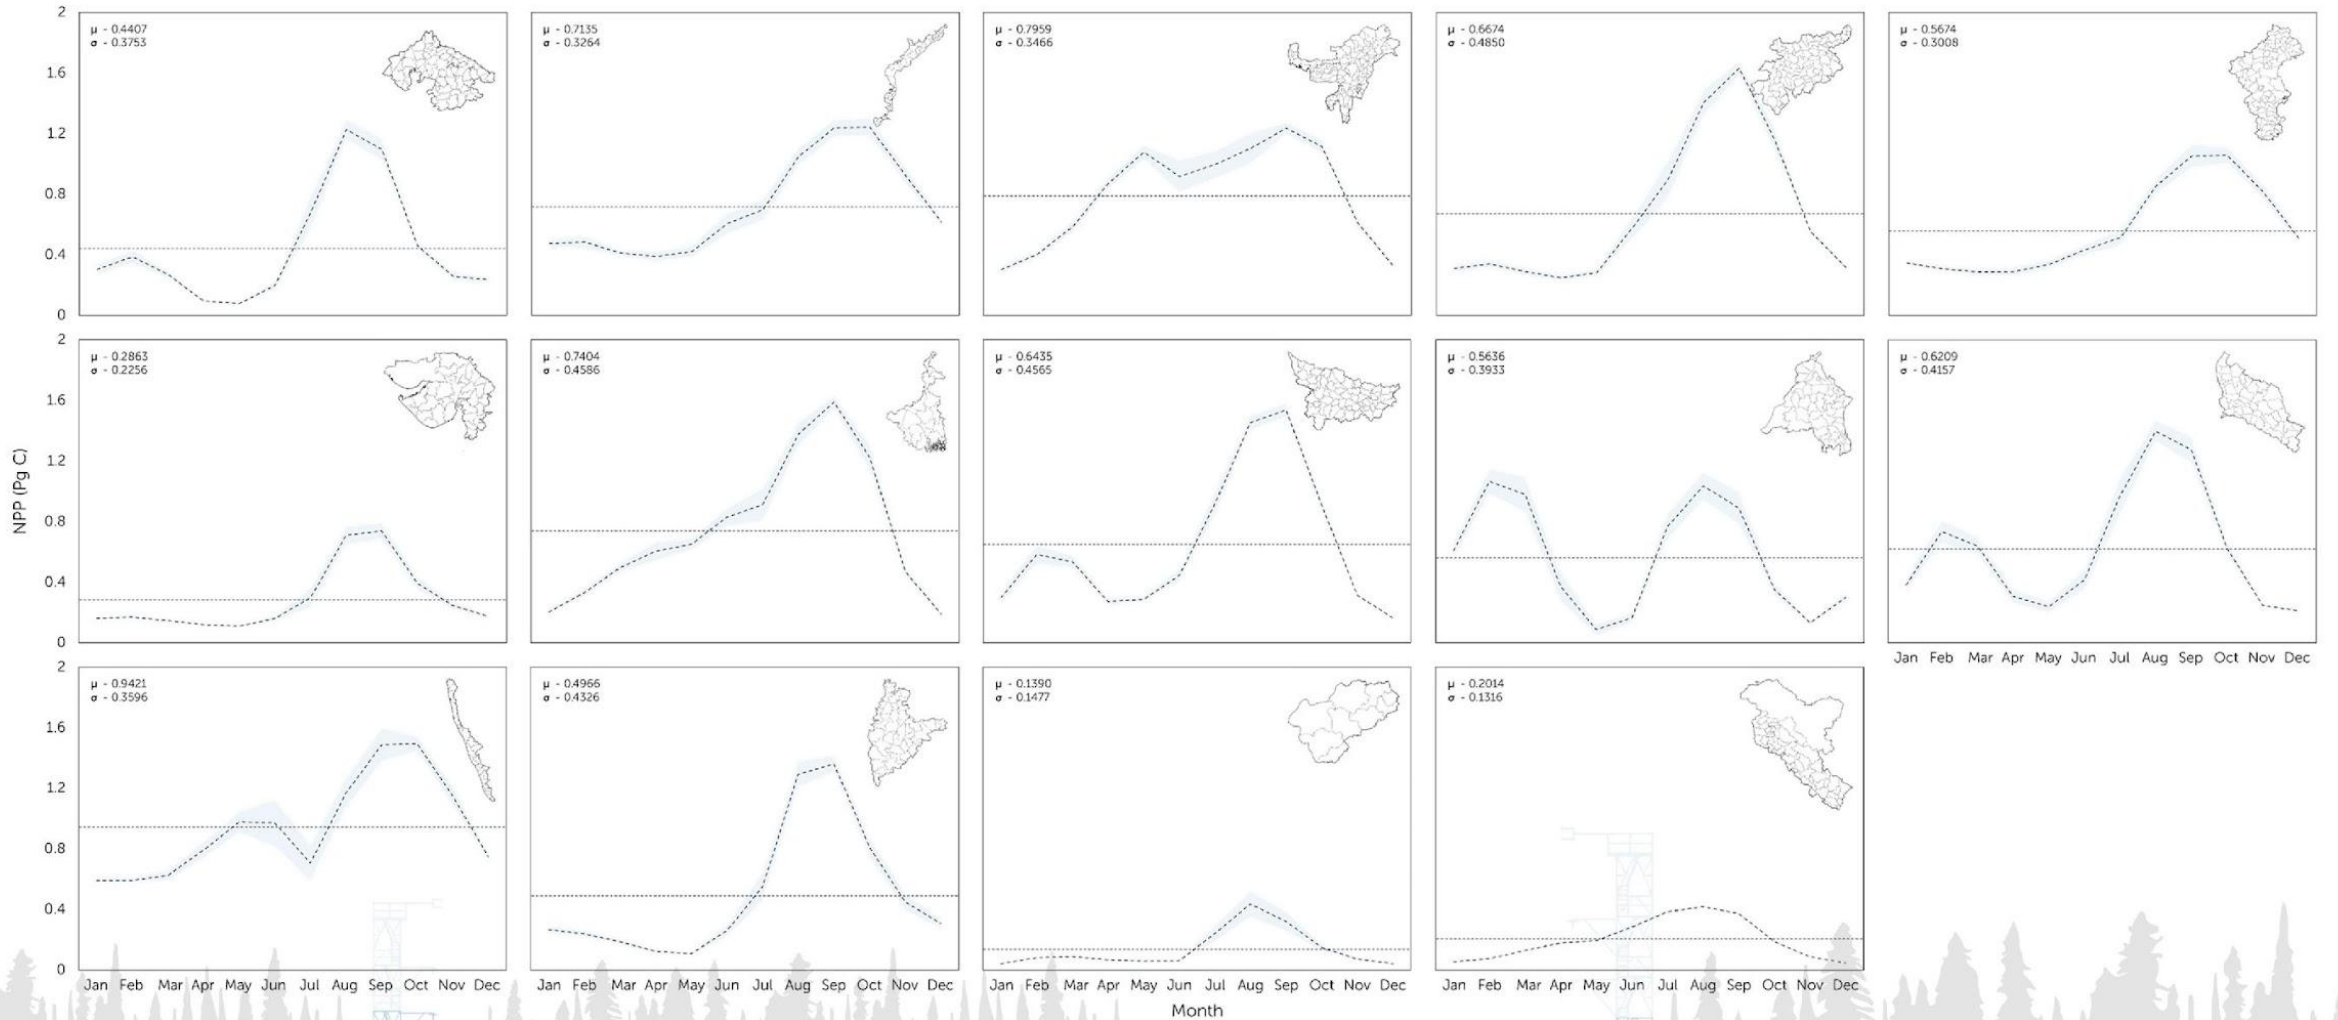 2
1.6
1.2
0.8
0.4
0
μ - 0.4407
σ - 0.3753
μ - 0.7135
σ - 0.3264
μ - 0.7959
σ - 0.3466
μ - 0.6674
σ - 0.4850
μ - 0.5674
σ - 0.3008
NPP (Pg C)
2
1.6
1.2
0.8
0.4
0
μ - 0.2863
σ - 0.2256
μ - 0.7404
σ - 0.4586
μ - 0.6435
σ - 0.4565
μ - 0.5636
σ - 0.3933
μ - 0.6209
σ - 0.4157
Jan Feb Mar Apr May Jun Jul Aug Sep Oct Nov Dec
2
1.6
1.2
0.8
0.4
0
μ - 0.9421
σ - 0.3596
μ - 0.4966
σ - 0.4326
μ - 0.1390
σ - 0.1477
μ - 0.2014
σ - 0.1316
Jan Feb Mar Apr May Jun Jul Aug Sep Oct Nov Dec
Jan Feb Mar Apr May Jun Jul Aug Sep Oct Nov Dec
Jan Feb Mar Apr May Jun Jul Aug Sep Oct Nov Dec
Jan Feb Mar Apr May Jun Jul Aug Sep Oct Nov Dec
Month